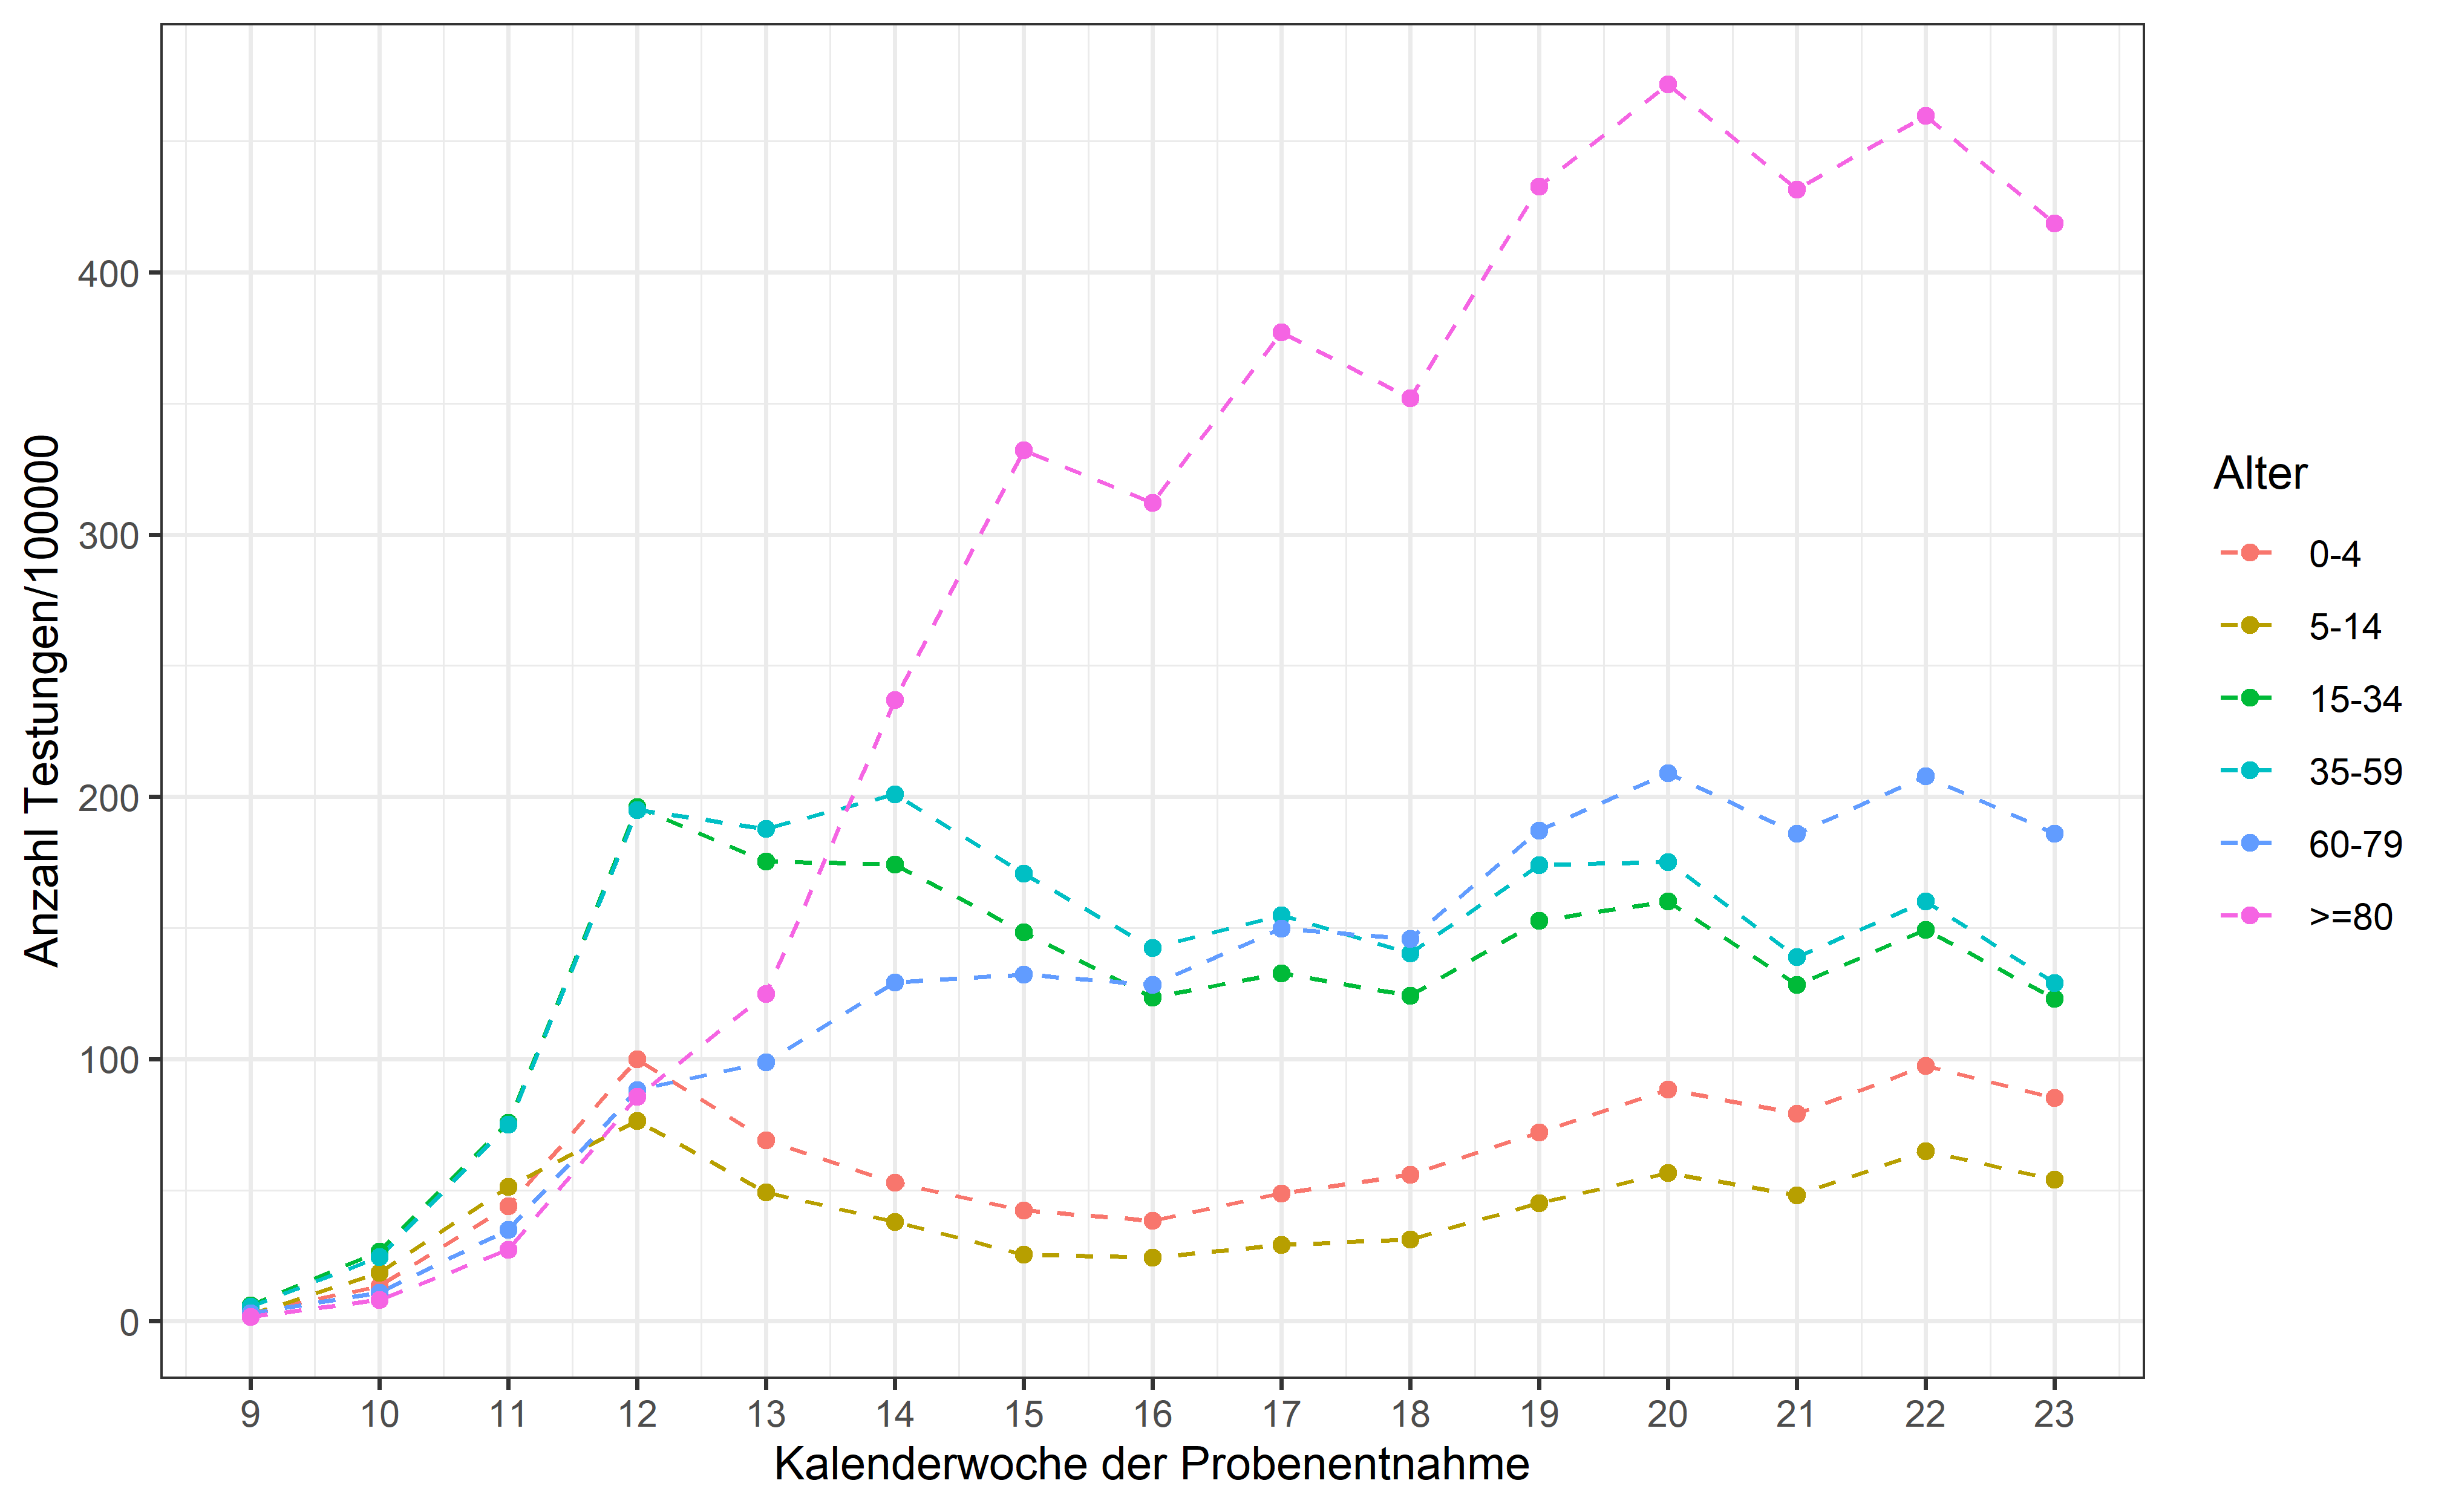 Anzahl Testungen/100000
400
300
200
100
0
9 10 11 12 13 14 15 16 17 18 19 20 21 22 23
Kalenderwoche der Probenentnahme
Alter
0-4
5-14
15-34
35-59
60-79
>=80